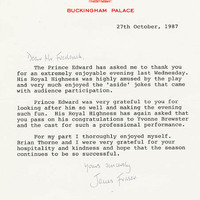 BUCKINGHAM PALACE
27th October, 1987
Dear Mr
The Prince Edward has asked me to thank you
for an extremely enjoyable evening last Wednesday.
His Royal Highness was highly amused by the play
and very much enjoyed the 'aside' jokes that came
with audience participation.
Prince Edward was very grateful to you for
looking after him so well and making the evening
such fun. His Royal Highness has again asked that
you pass on his congratulations to Yvonne Brewster
and the cast for such a professional performance.
For my part I thoroughly enjoyed myself.
Brian Thorne and I were very grateful for your
hospitality and kindness and hope that the season
continues to be so successful.
Yours sincerely
James